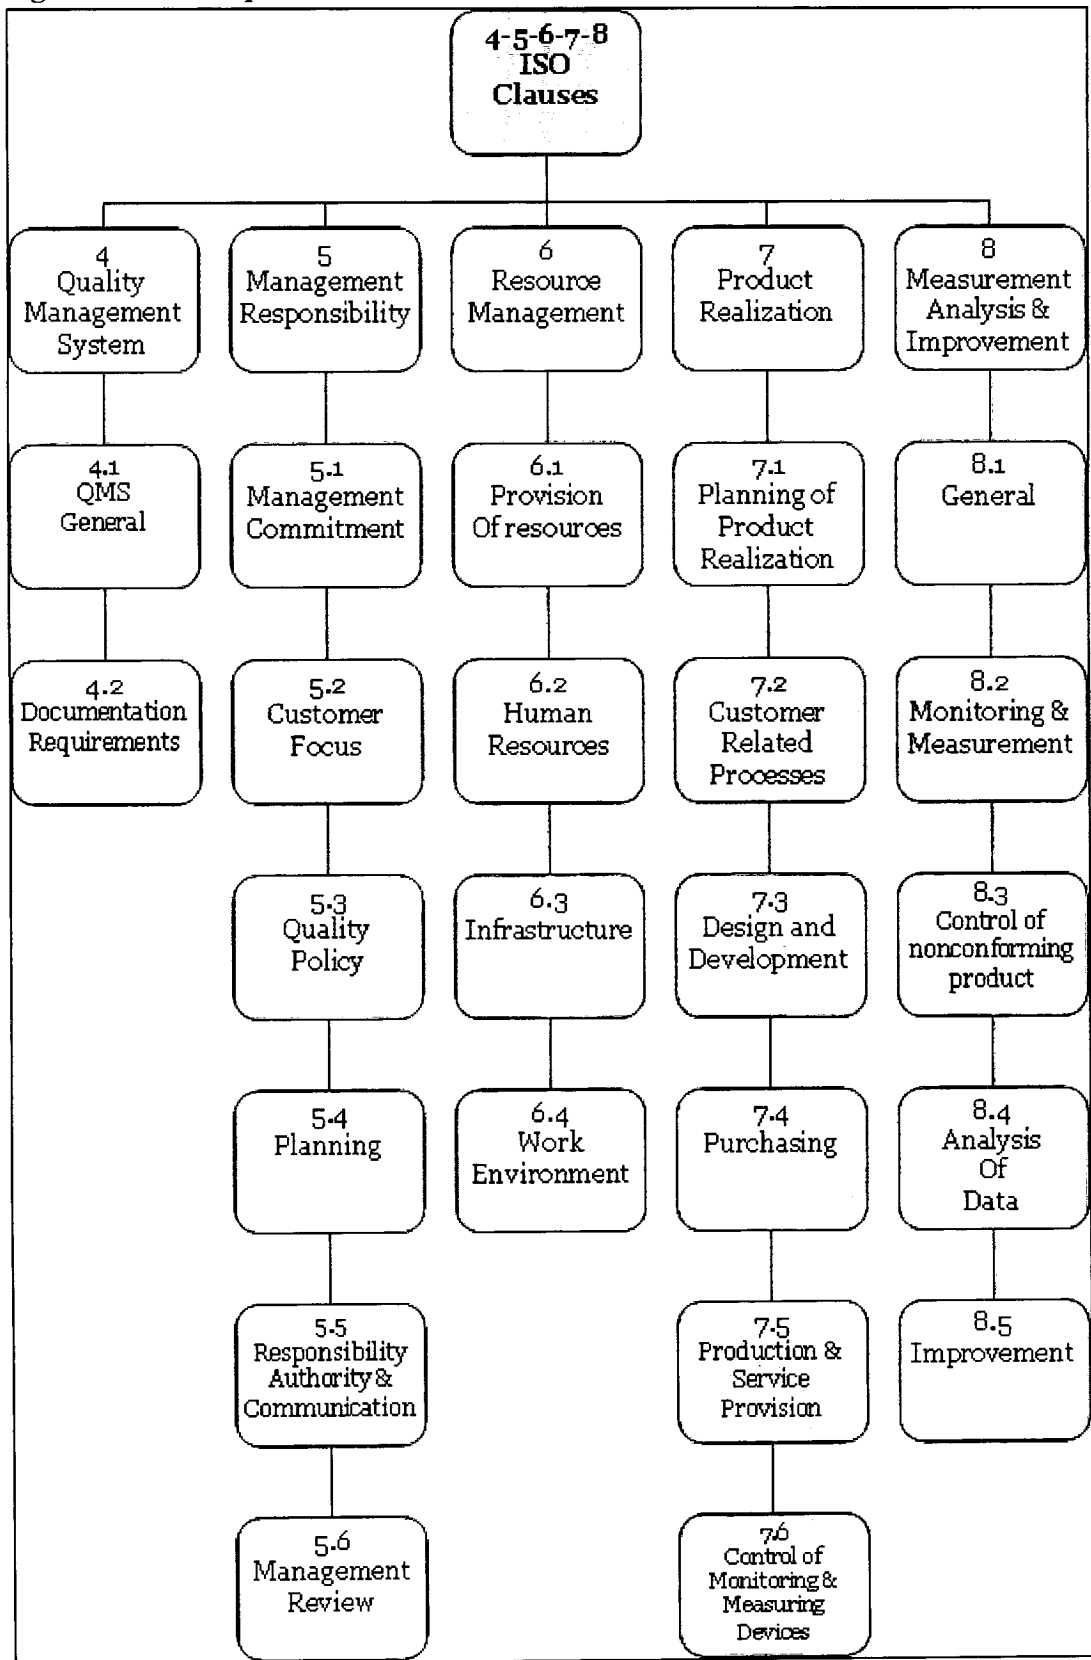 4-5-6-7-8
ISO
Clauses
4
Quality
Management
System
5
Management
Responsibility
6
Resource
Management
7
Product
Realization
8
Measurement
Analysis &
Improvement
4.1
QMS
General
5.1
Management
Commitment
6.1
Provision
Of resources
7.1
Planning of
Product
Realization
8.1
General
4.2
Documentation
Requirements
5.2
Customer
Focus
6.2
Human
Resources
7.2
Customer
Related
Processes
8.2
Monitoring &
Measurement
5.3
Quality
Policy
6.3
Infrastructure
7.3
Design and
Development
8.3
Control of
nonconforming
product
5.4
Planning
6.4
Work
Environment
7.4
Purchasing
8.4
Analysis
Of
Data
5.5
Responsibility
Authority &
Communication
7.5
Production &
Service
Provision
8.5
Improvement
5.6
Management
Review
7.6
Control of
Monitoring &
Measuring
Devices